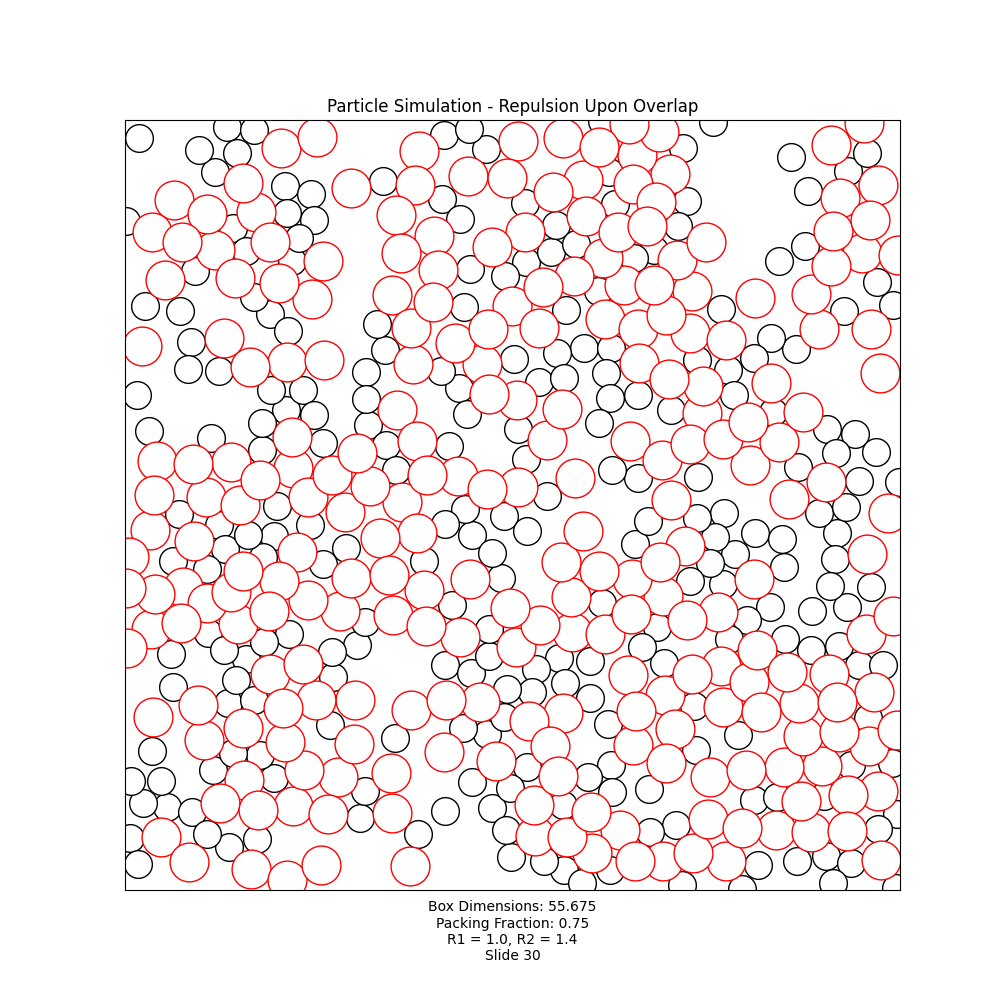 Particle Simulation - Repulsion Upon Overlap
Box Dimensions: 55.675
Packing Fraction: 0.75
R1 = 1.0, R2 = 1.4
Slide 30